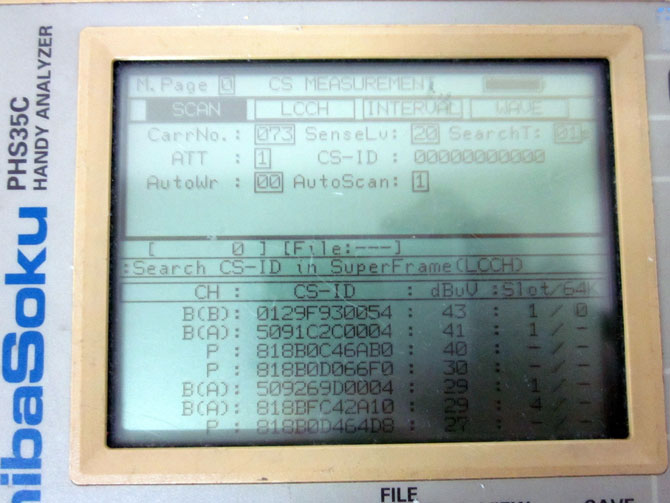 hibaSoku PHS35C
HANDY ANALYZER
M.Page 0 CS MEASUREMENT
SCAN LCCH INTERVAL WAVE
CarrNo.: 073 SenseLv: 20 SearchT: 01s
ATT : 1 CS-ID : 00000000000
AutoWr : 00 AutoScan: 1
[ 0 ] [File:---]
:Search CS-ID in SuperFrame(LCCH)
CH : CS-ID : dBuV :Slot/64K
B(B): 0129F930054 : 43 : 1 / 0
B(A): 5091C2C0004 : 41 : 1 / -
P : 818B0C46AB0 : 40 : - / -
P : 818B0D066F0 : 30 : - / -
B(A): 509269D0004 : 29 : 1 / -
B(A): 818BFC42A10 : 29 : 4 / -
P : 818B0D464D8 : 27 : - / -
FILE